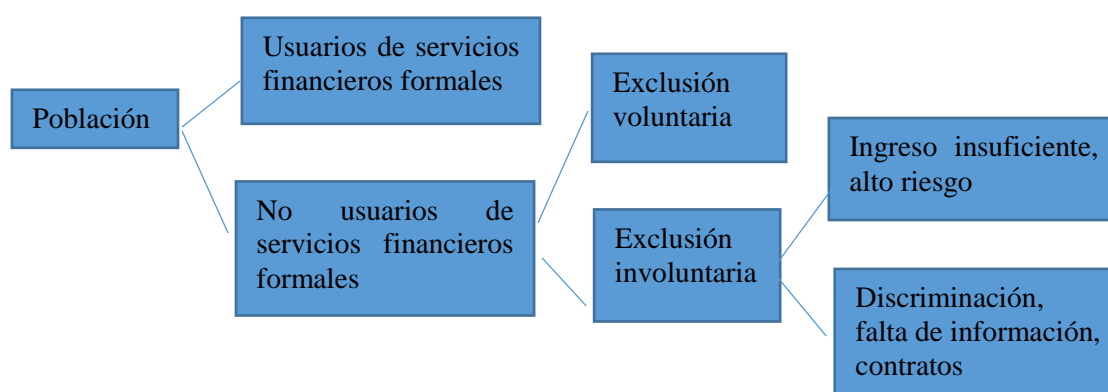 Población
Usuarios de servicios
financieros formales
No usuarios de
servicios financieros
formales
Exclusión
voluntaria
Exclusión
involuntaria
Ingreso insuficiente,
alto riesgo
Discriminación,
falta de información,
contratos